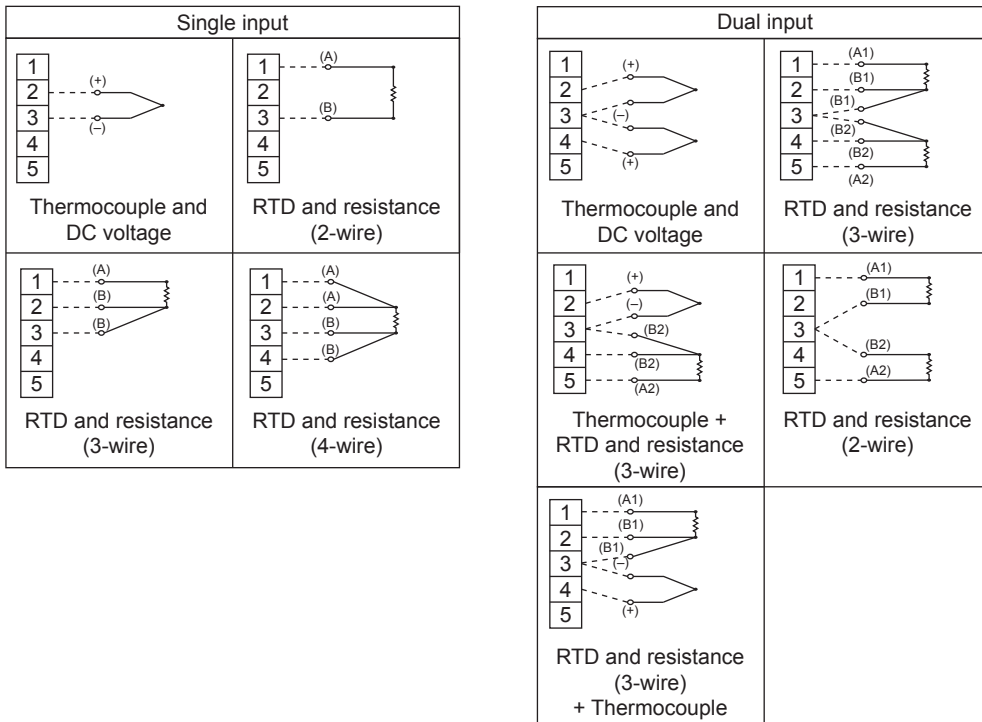 Single input
1
2
3
4
5
(+)
(–)
Thermocouple and
DC voltage
1
2
3
4
5
(A)
(B)
RTD and resistance
(2-wire)
1
2
3
4
5
(A)
(B)
(B)
RTD and resistance
(3-wire)
1
2
3
4
5
(A)
(A)
(B)
(B)
RTD and resistance
(4-wire)
Dual input
1
2
3
4
5
(+)
(–)
(+)
Thermocouple and
DC voltage
1
2
3
4
5
(A1)
(B1)
(B1)
(B2)
(B2)
(A2)
RTD and resistance
(3-wire)
1
2
3
4
5
(+)
(–)
(B2)
(B2)
(A2)
Thermocouple +
RTD and resistance
(3-wire)
1
2
3
4
5
(A1)
(B1)
(B2)
(A2)
RTD and resistance
(2-wire)
1
2
3
4
5
(A1)
(B1)
(B1)
(–)
(+)
RTD and resistance
(3-wire)
+ Thermocouple